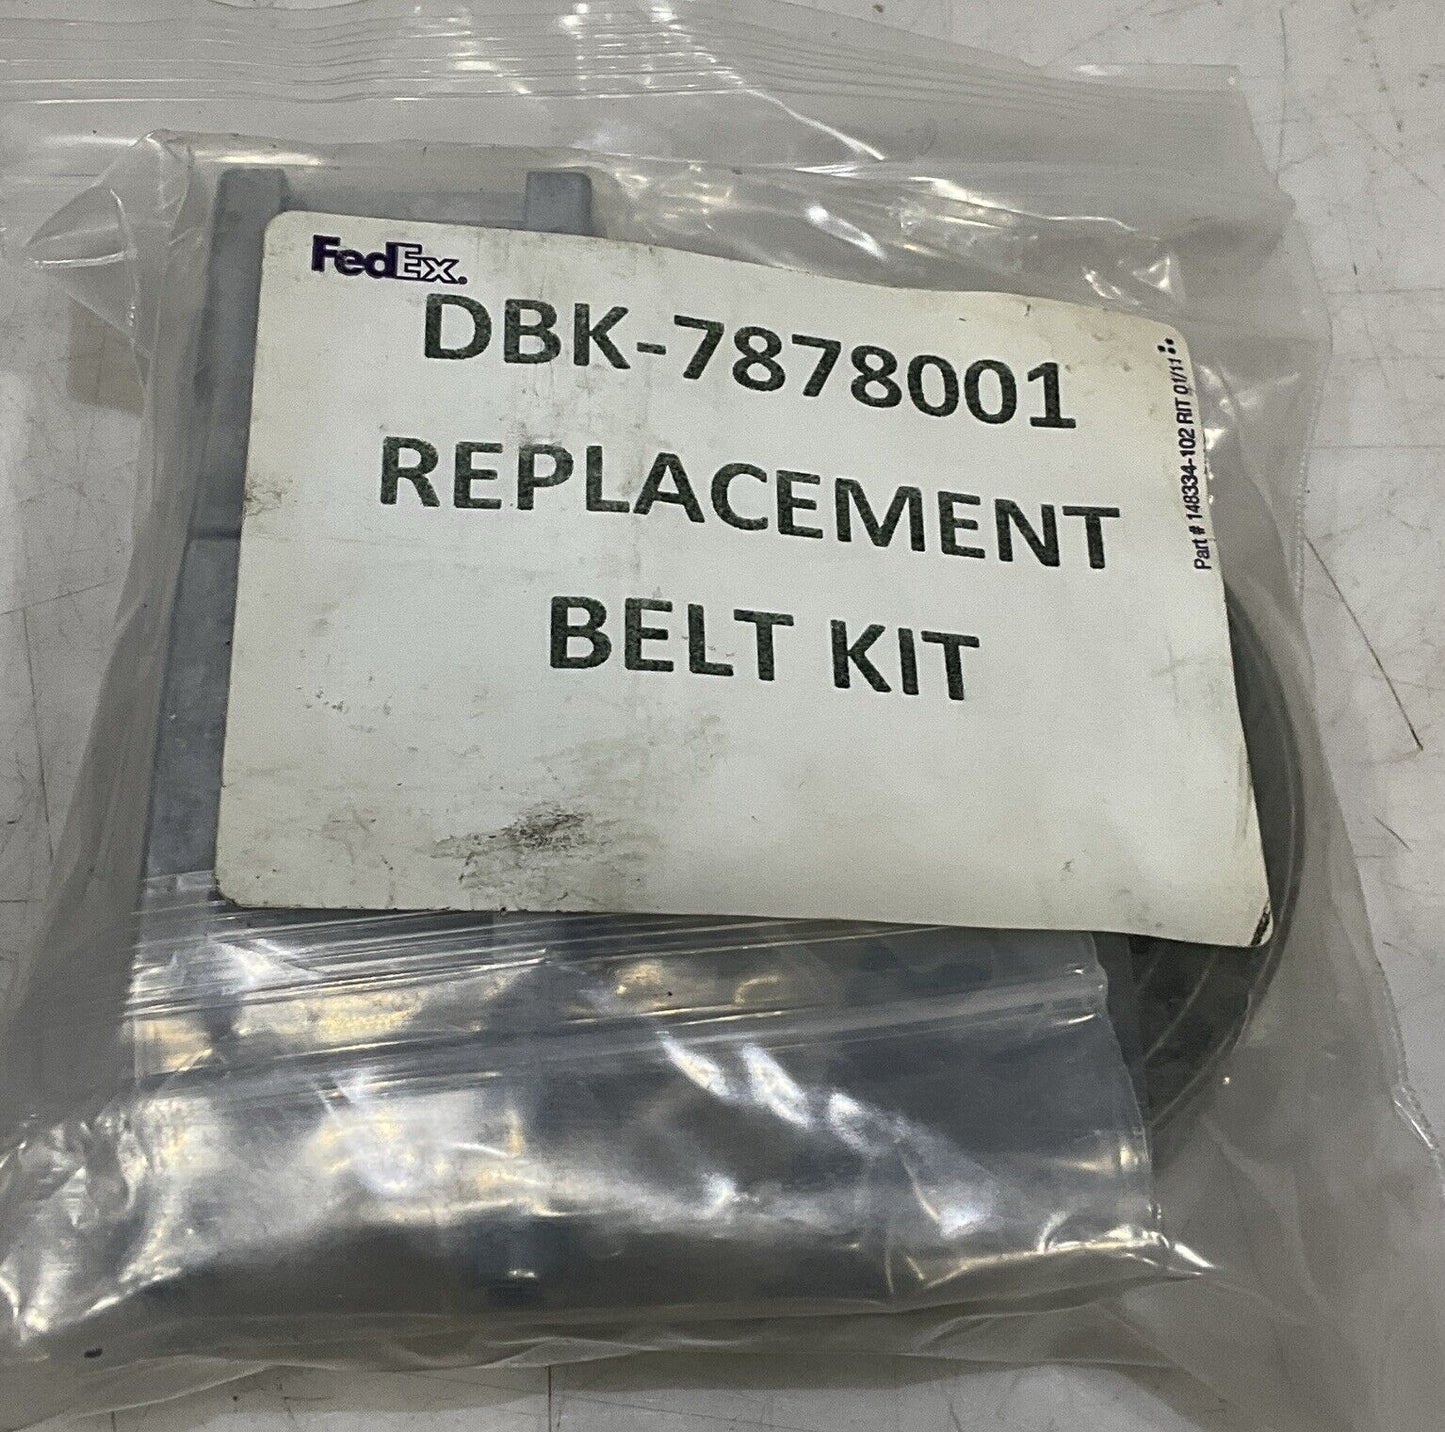 FedEx.
DBK-7878001
REPLACEMENT
BELT KIT
Part # 148334-102 RIT 01/11